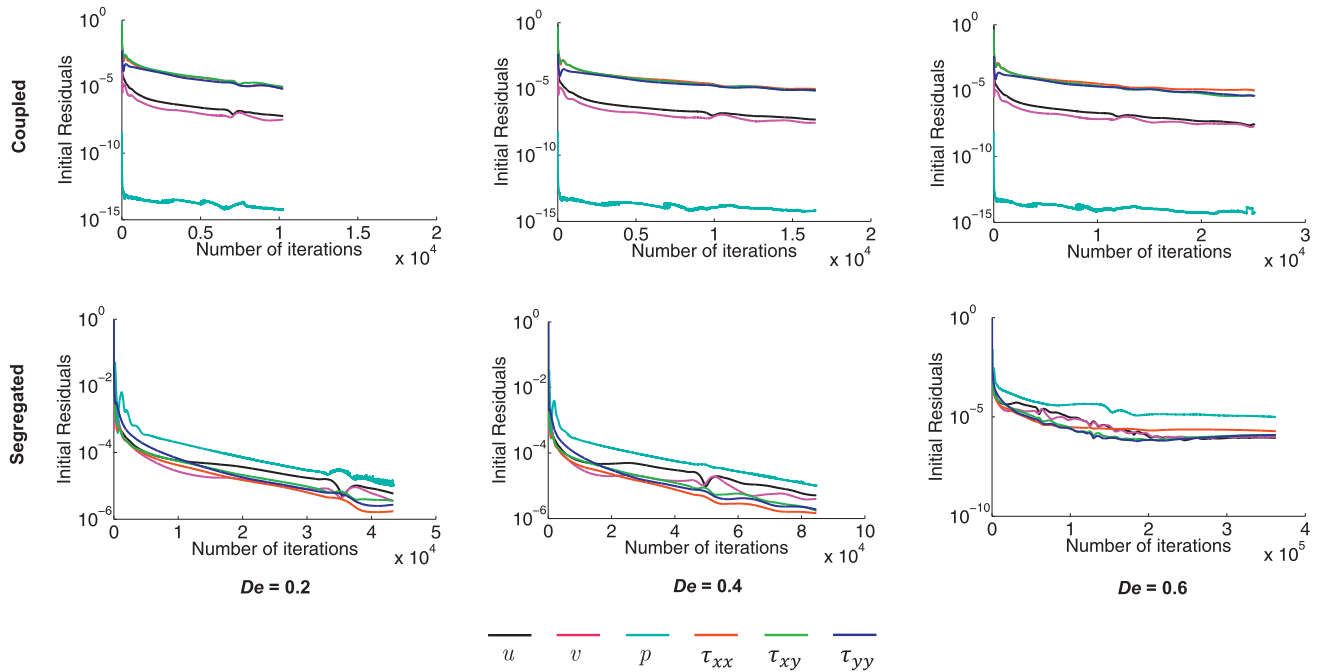 Coupled
Initial Residuals
10^0
10^-5
10^-10
10^-15
0 0.5 1 1.5 2
Number of iterations
x 10^4
Initial Residuals
10^0
10^-5
10^-10
10^-15
0 0.5 1 1.5 2
Number of iterations
x 10^4
Initial Residuals
10^0
10^-5
10^-10
10^-15
0 1 2 3
Number of iterations
x 10^4
Segregated
Initial Residuals
10^0
10^-2
10^-4
10^-6
0 1 2 3 4 5
Number of iterations
x 10^4
De = 0.2
Initial Residuals
10^0
10^-2
10^-4
10^-6
0 20 40 60 80 10
Number of iterations
x 10^4
De = 0.4
Initial Residuals
10^0
10^-5
10^-10
0 1 2 3 4
Number of iterations
x 10^5
De = 0.6
u v p τxx τxy τyy